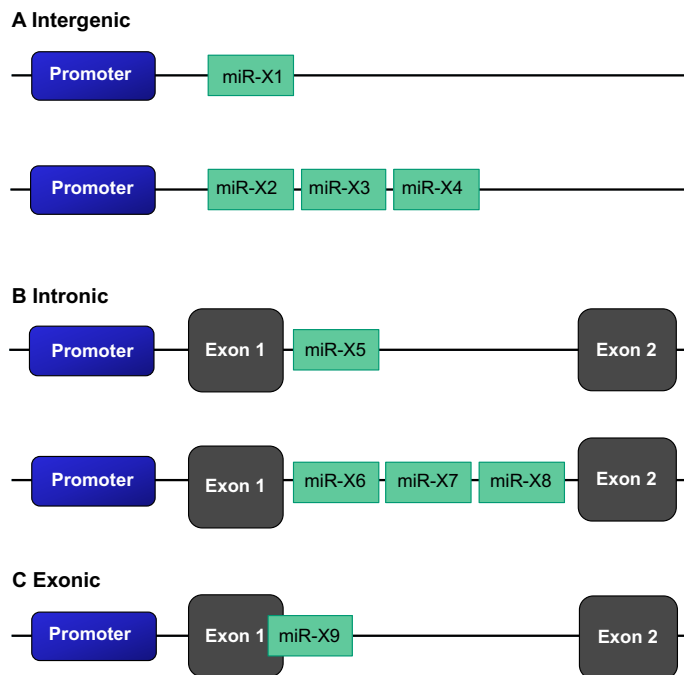 A Intergenic
Promoter miR-X1
Promoter miR-X2 miR-X3 miR-X4
B Intronic
Promoter Exon 1 miR-X5 Exon 2
Promoter Exon 1 miR-X6 miR-X7 miR-X8 Exon 2
C Exonic
Promoter Exon 1 miR-X9 Exon 2